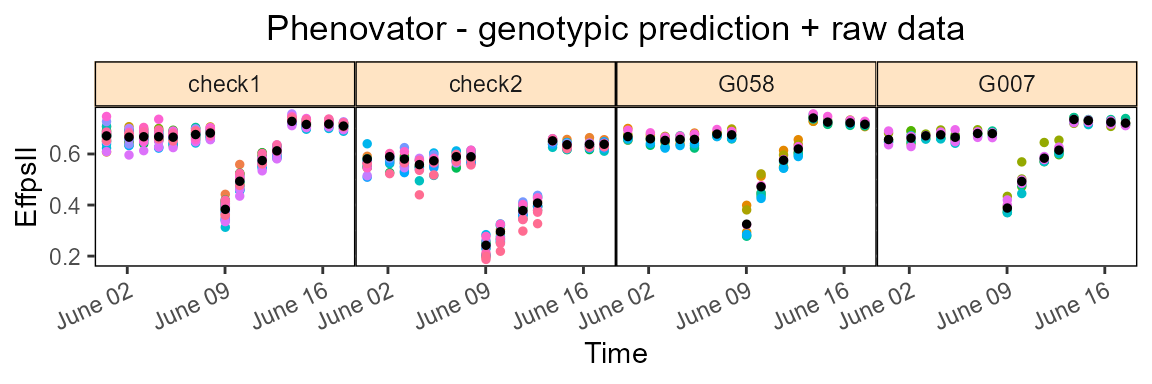 Phenovator - genotypic prediction + raw data
check1 check2 G058 G007
EffpsII
0.6
0.4
0.2
June 02 June 09 June 16 June 02 June 09 June 16 June 02 June 09 June 16 June 02 June 09 June 16
Time